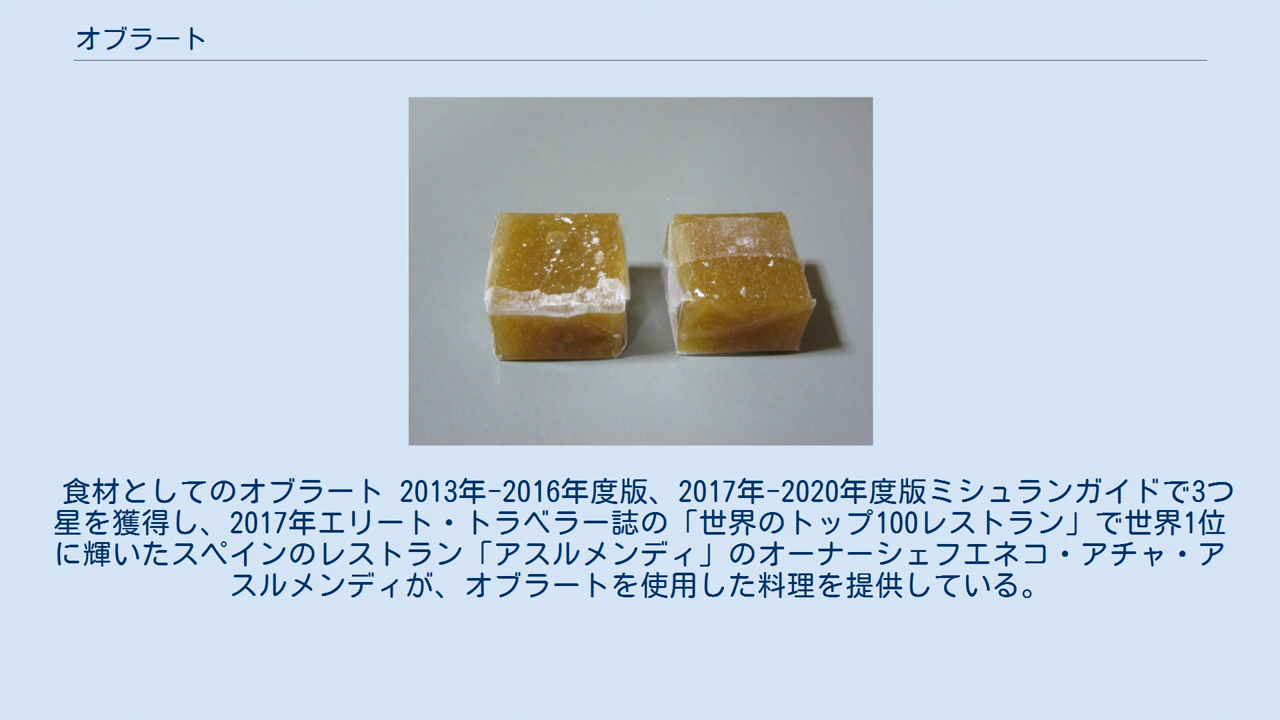 オブラート
食材としてのオブラート 2013年-2016年度版、2017年-2020年度版ミシュランガイドで3つ
星を獲得し、2017年エリート・トラベラー誌の「世界のトップ100レストラン」で世界1位
に輝いたスペインのレストラン「アスルメンディ」のオーナーシェフエネコ・アチャ・ア
スルメンディが、オブラートを使用した料理を提供している。